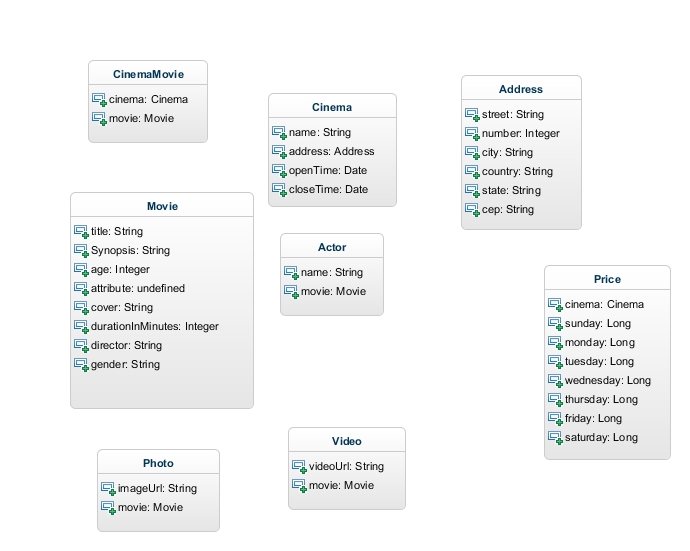 CinemaMovie
cinema: Cinema
movie: Movie
Cinema
name: String
address: Address
openTime: Date
closeTime: Date
Address
street: String
number: Integer
city: String
country: String
state: String
cep: String
Movie
title: String
Synopsis: String
age: Integer
attribute: undefined
cover: String
durationInMinutes: Integer
director: String
gender: String
Actor
name: String
movie: Movie
Price
cinema: Cinema
sunday: Long
monday: Long
tuesday: Long
wednesday: Long
thursday: Long
friday: Long
saturday: Long
Photo
imageUrl: String
movie: Movie
Video
videoUrl: String
movie: Movie